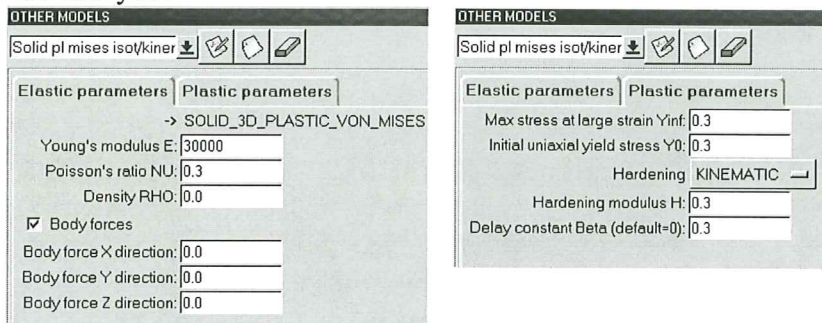 OTHER MODELS
Solid pl mises isot/kiner
Elastic parameters Plastic parameters
-> SOLID_3D_PLASTIC_VON_MISES
Young's modulus E: 30000
Poisson's ratio NU: 0.3
Density RHO: 0.0
Body forces
Body force X direction: 0.0
Body force Y direction: 0.0
Body force Z direction: 0.0
OTHER MODELS
Solid pl mises isot/kiner
Elastic parameters Plastic parameters
Max stress at large strain Yinf: 0.3
Initial uniaxial yield stress Y0: 0.3
Hardening KINEMATIC
Hardening modulus H: 0.3
Delay constant Beta (default=0): 0.3